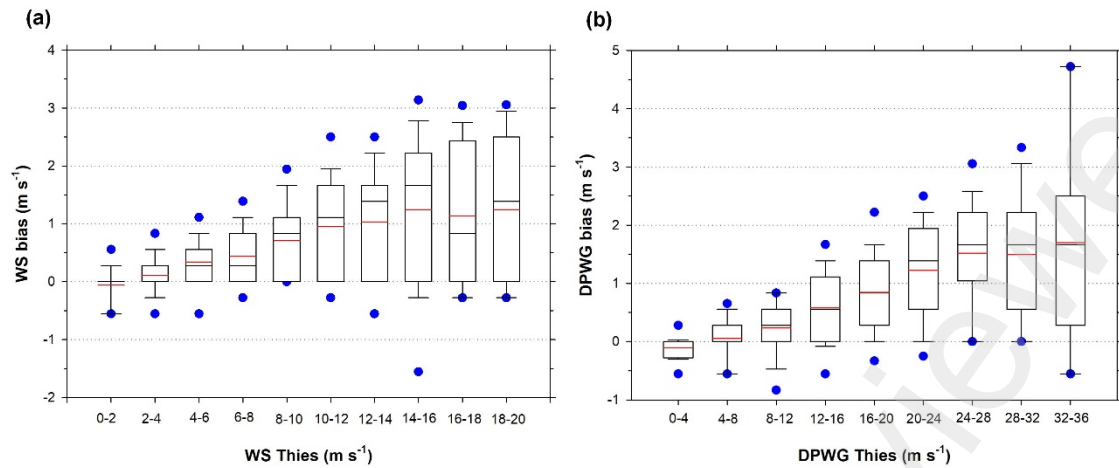 (a)
WS bias (m s⁻¹)
4
3
2
1
0
-1
-2
0-2 2-4 4-6 6-8 8-10 10-12 12-14 14-16 16-18 18-20
WS Thies (m s⁻¹)
(b)
DPWG bias (m s⁻¹)
5
4
3
2
1
0
-1
0-4 4-8 8-12 12-16 16-20 20-24 24-28 28-32 32-36
DPWG Thies (m s⁻¹)
viewe